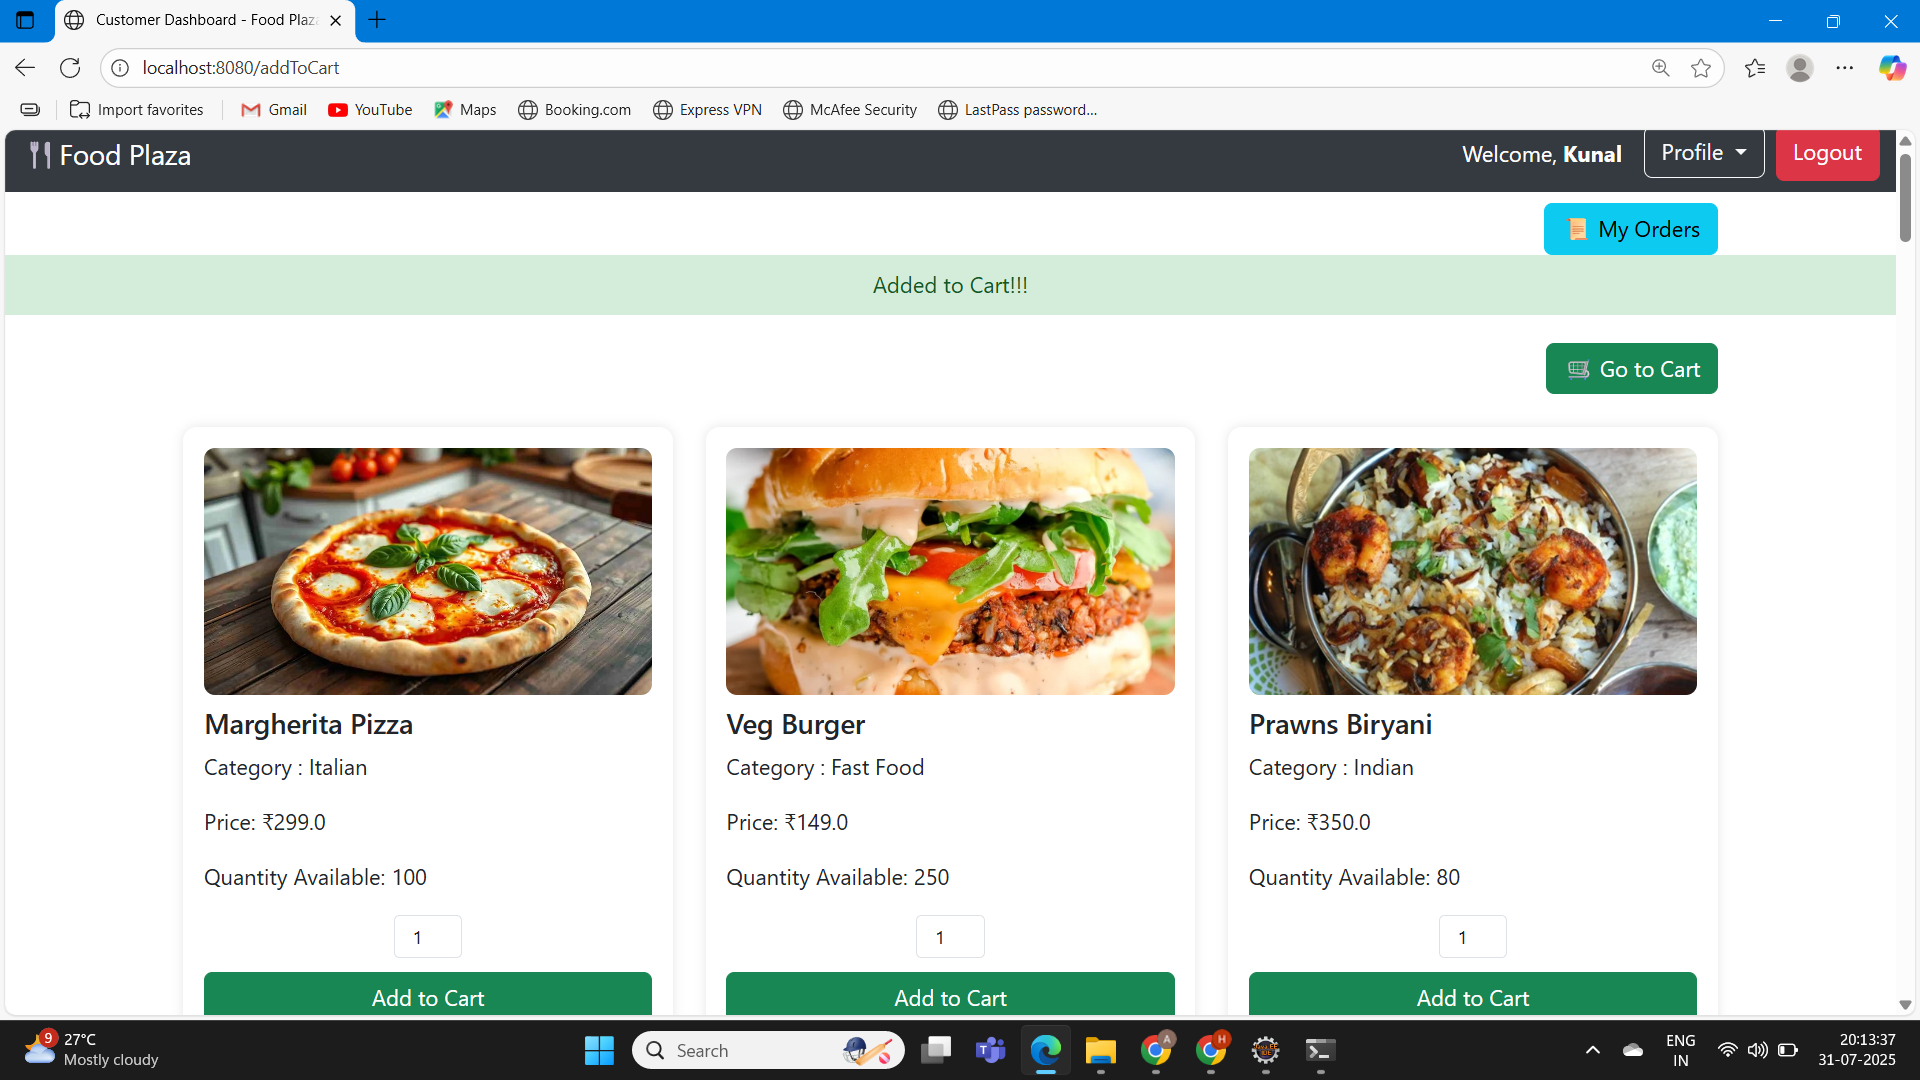 Customer Dashboard - Food Plaz
localhost:8080/addToCart
Import favorites
Gmail
YouTube
Maps
Booking.com
Express VPN
McAfee Security
LastPass password...
Food Plaza
Welcome, Kunal
Profile
Logout
My Orders
Added to Cart!!!
Go to Cart
Margherita Pizza
Category : Italian
Price: ₹299.0
Quantity Available: 100
1
Add to Cart
Veg Burger
Category : Fast Food
Price: ₹149.0
Quantity Available: 250
1
Add to Cart
Prawns Biryani
Category : Indian
Price: ₹350.0
Quantity Available: 80
1
Add to Cart
9
27°C
Mostly cloudy
Search
A
H
ENG
IN
20:13:37
31-07-2025